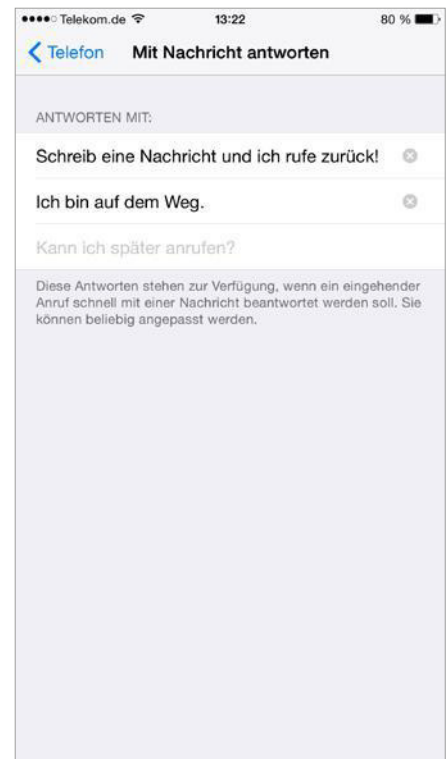 Telekom.de 13:22 80 %
Telefon Mit Nachricht antworten
ANTWORTEN MIT:
Schreib eine Nachricht und ich rufe zurück!
Ich bin auf dem Weg.
Kann ich später anrufen?
Diese Antworten stehen zur Verfügung, wenn ein eingehender
Anruf schnell mit einer Nachricht beantwortet werden soll. Sie
können beliebig angepasst werden.